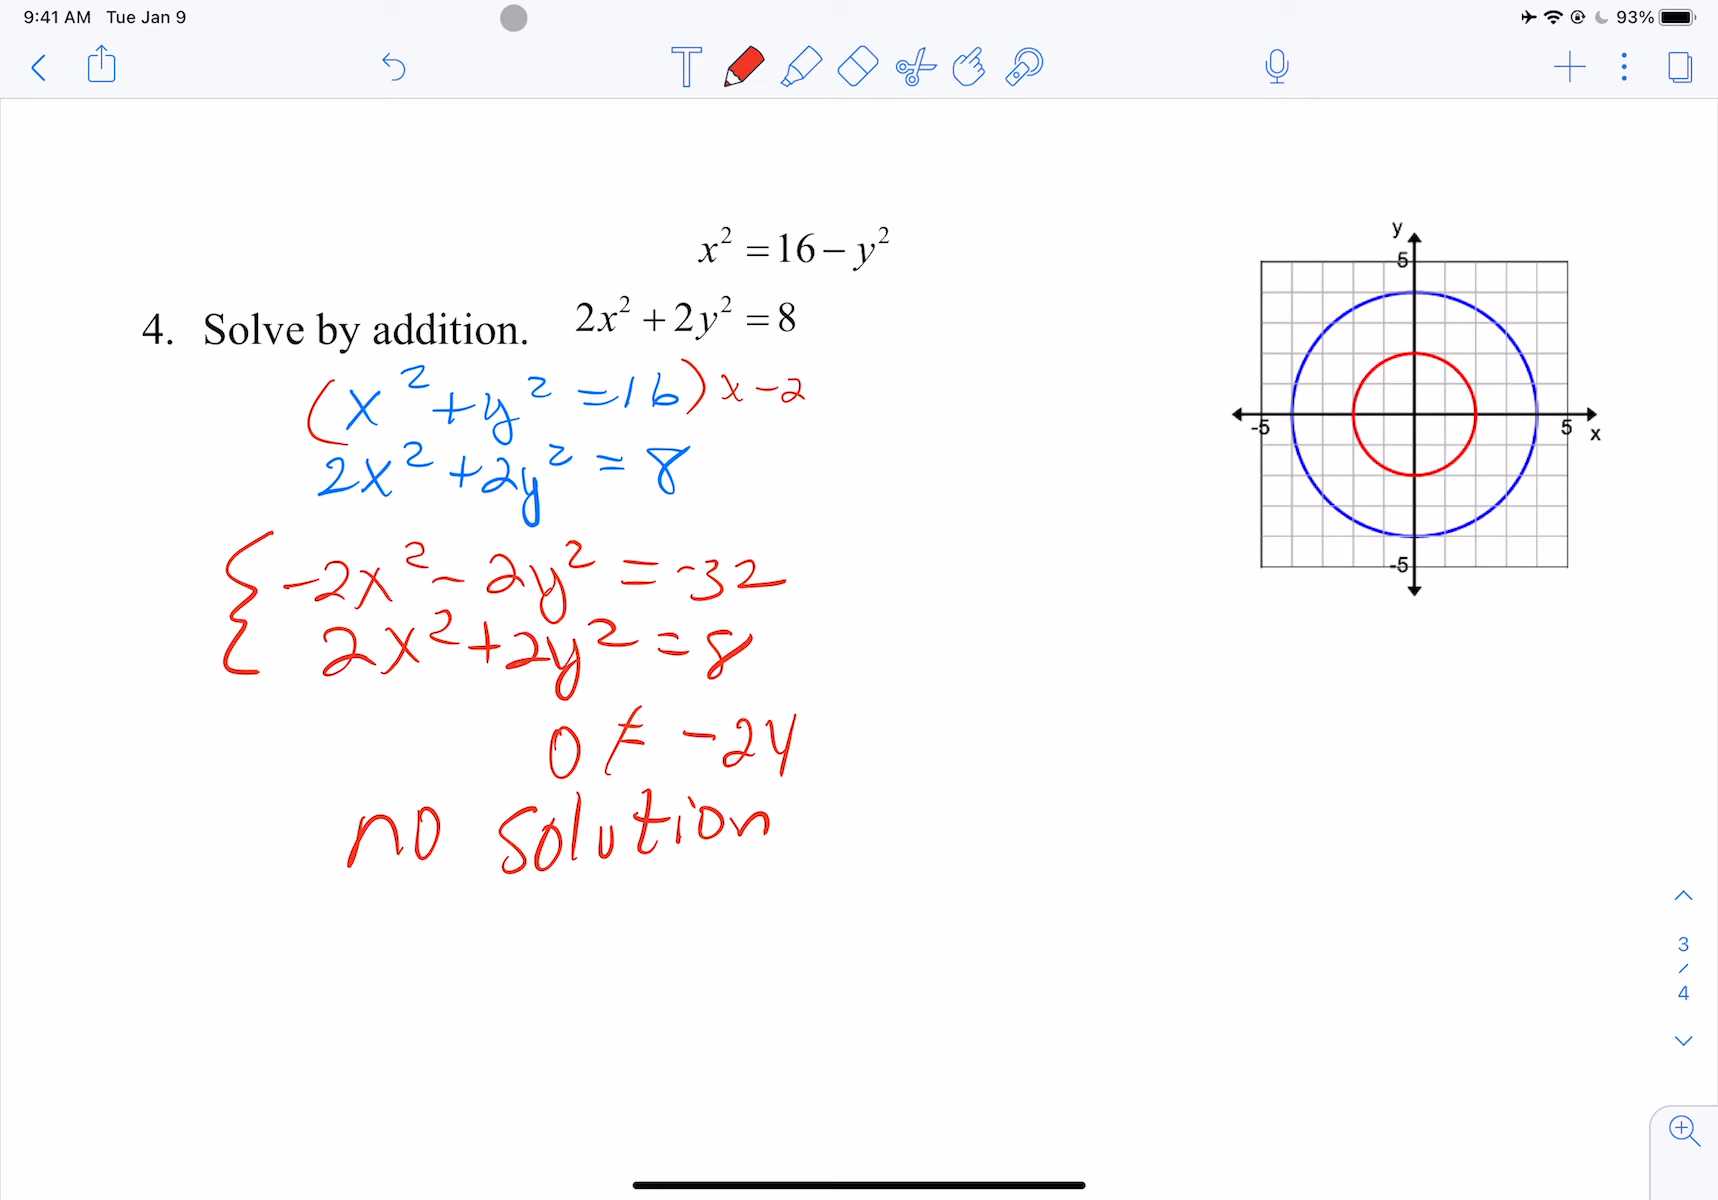 9:41 AM Tue Jan 9
93%
x² = 16 − y²
4. Solve by addition. 2x² + 2y² = 8
(x² + y² = 16) x −2
2x² + 2y² = 8
{ −2x² − 2y² = −32
2x² + 2y² = 8
0 ≠ −24
no solution
y
5
-5
5
x
-5
3
/
4